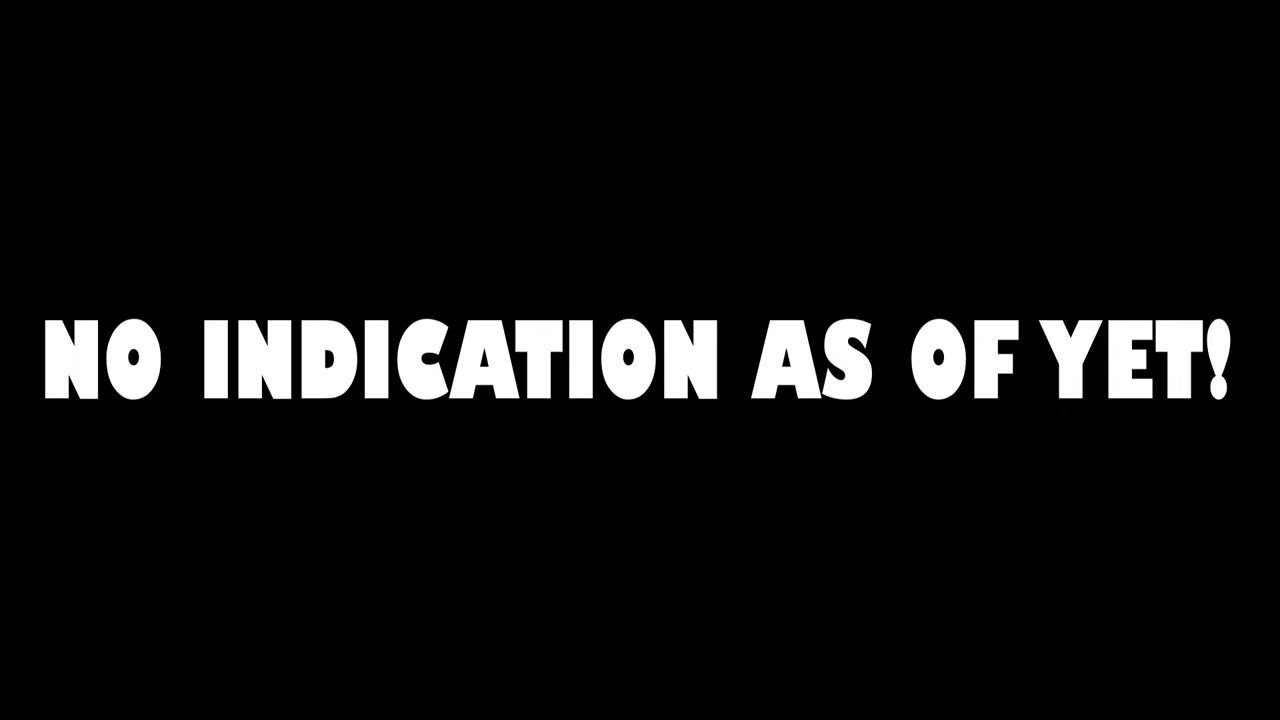 NO INDICATION AS OF YET!